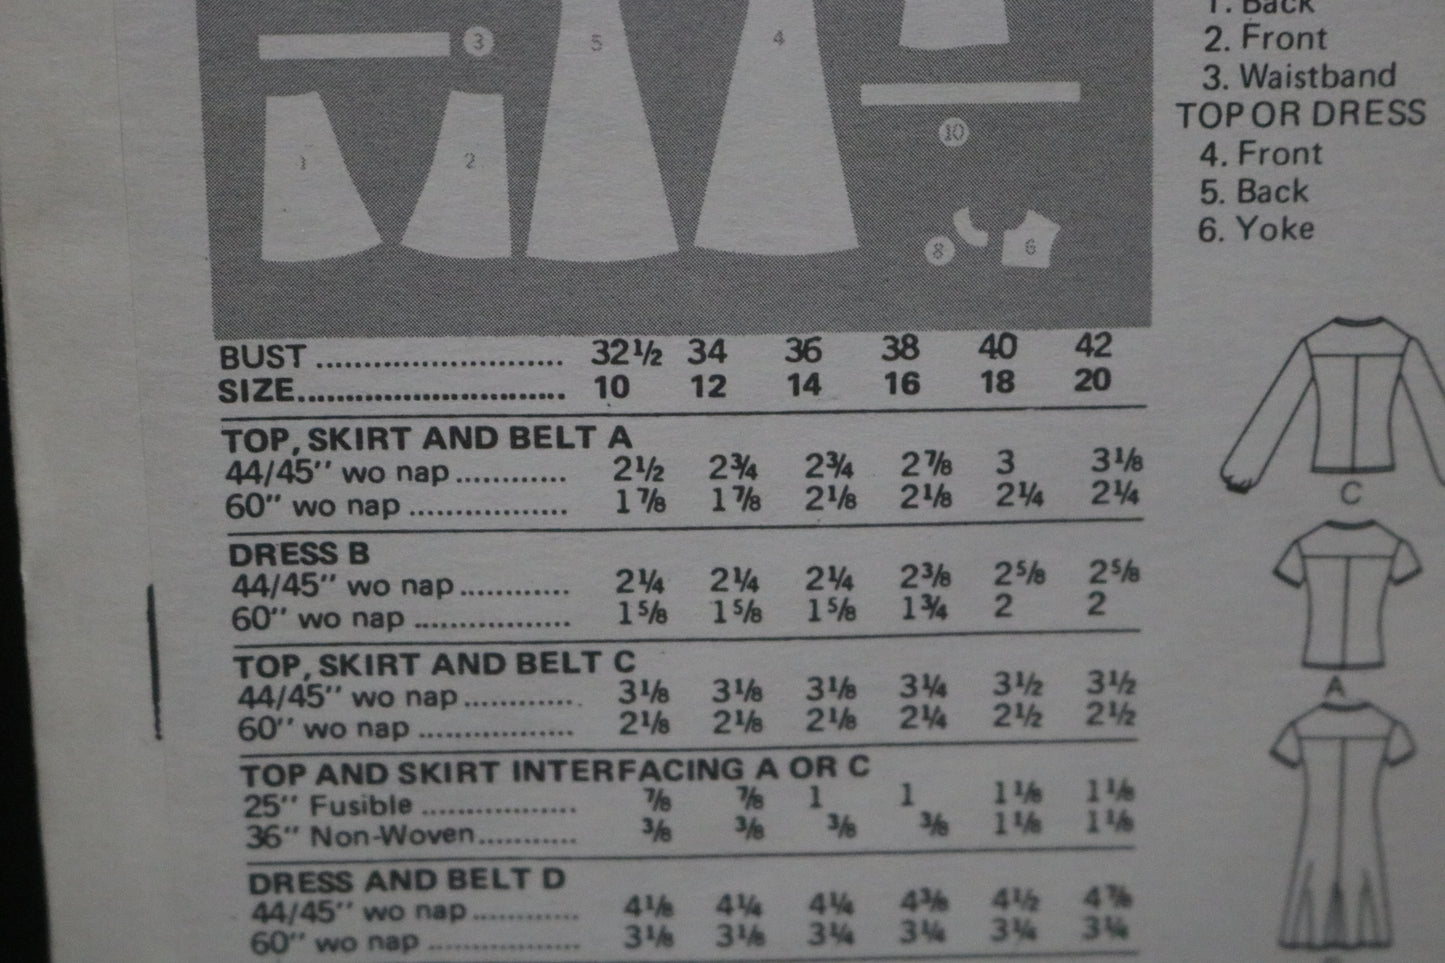 3
5
4
1
2
10
8
6
1. Back
2. Front
3. Waistband
TOP OR DRESS
4. Front
5. Back
6. Yoke
BUST .......................... 32½ 34 36 38 40 42
SIZE............................ 10 12 14 16 18 20
TOP, SKIRT AND BELT A
44/45" wo nap ............ 2½ 2¾ 2¾ 2⅞ 3 3⅛
60" wo nap ................. 1⅞ 1⅞ 2⅛ 2⅛ 2¼ 2¼
DRESS B
44/45" wo nap ............ 2¼ 2¼ 2¼ 2⅜ 2⅝ 2⅝
60" wo nap ................. 1⅝ 1⅝ 1⅝ 1¾ 2 2
TOP, SKIRT AND BELT C
44/45" wo nap ............. 3⅛ 3⅛ 3⅛ 3¼ 3½ 3½
60" wo nap ................. 2⅛ 2⅛ 2⅛ 2¼ 2½ 2½
TOP AND SKIRT INTERFACING A OR C
25" Fusible .................. ⅞ ⅞ 1 1 1⅛ 1⅛
36" Non-Woven........... ⅜ ⅜ ⅜ ⅜ 1⅛ 1⅛
DRESS AND BELT D
44/45" wo nap ............ 4⅛ 4¼ 4¼ 4⅜ 4½ 4⅞
60" wo nap ................. 3⅛ 3⅛ 3¼ 3¼ 3¼ 3¼
C
A